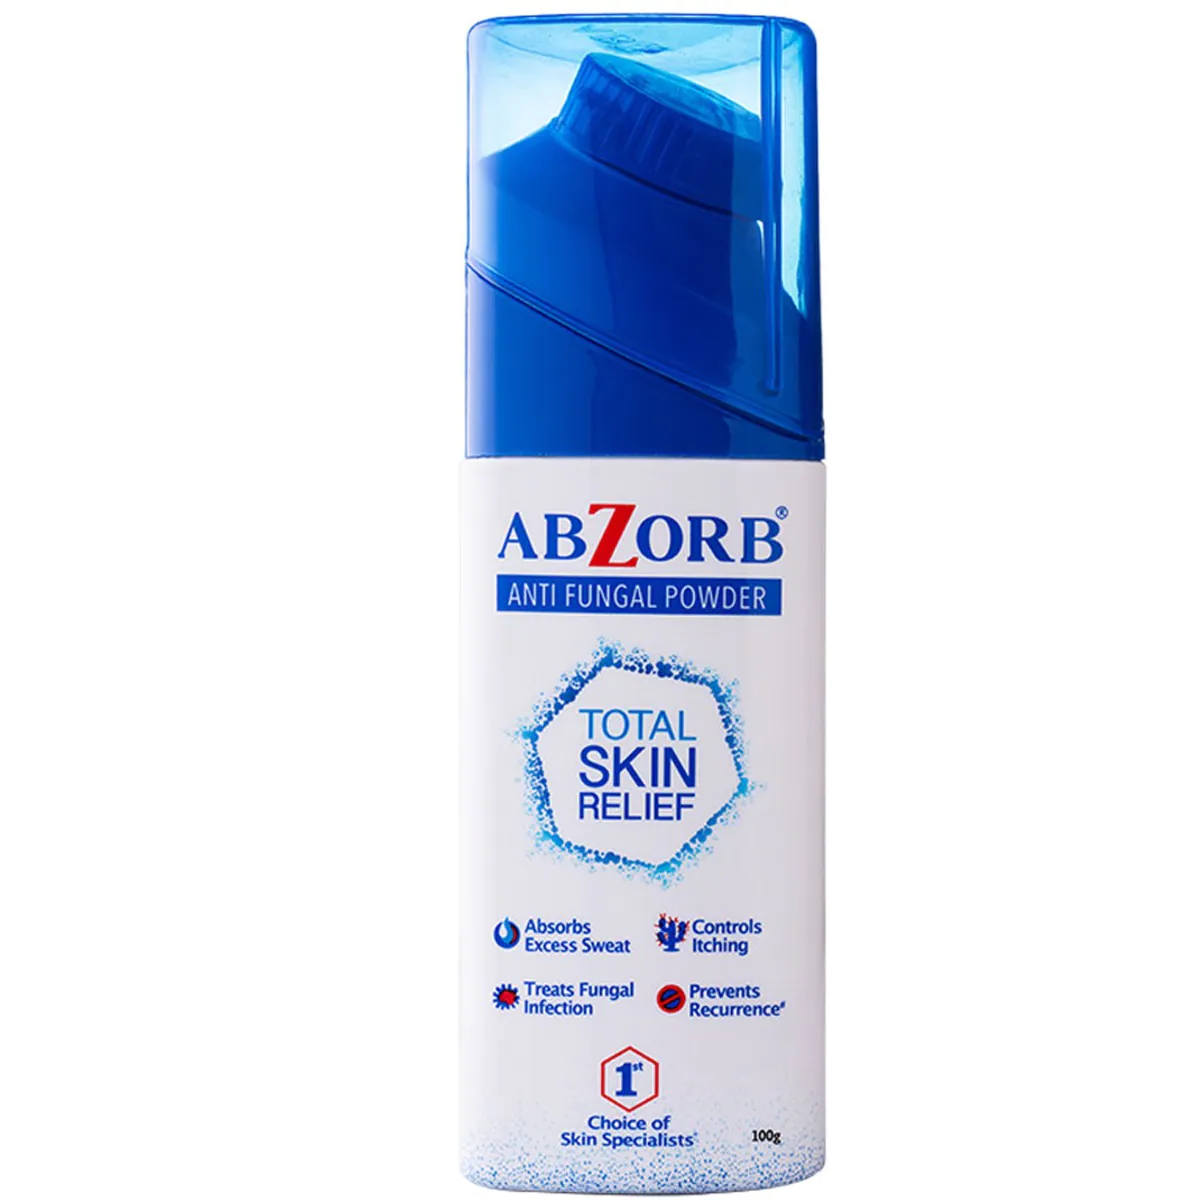 ABZORB®
ANTI FUNGAL POWDER
TOTAL
SKIN
RELIEF
Absorbs
Excess Sweat
Controls
Itching
Treats Fungal
Infection
Prevents
Recurrence#
1st
Choice of
Skin Specialists*
100g